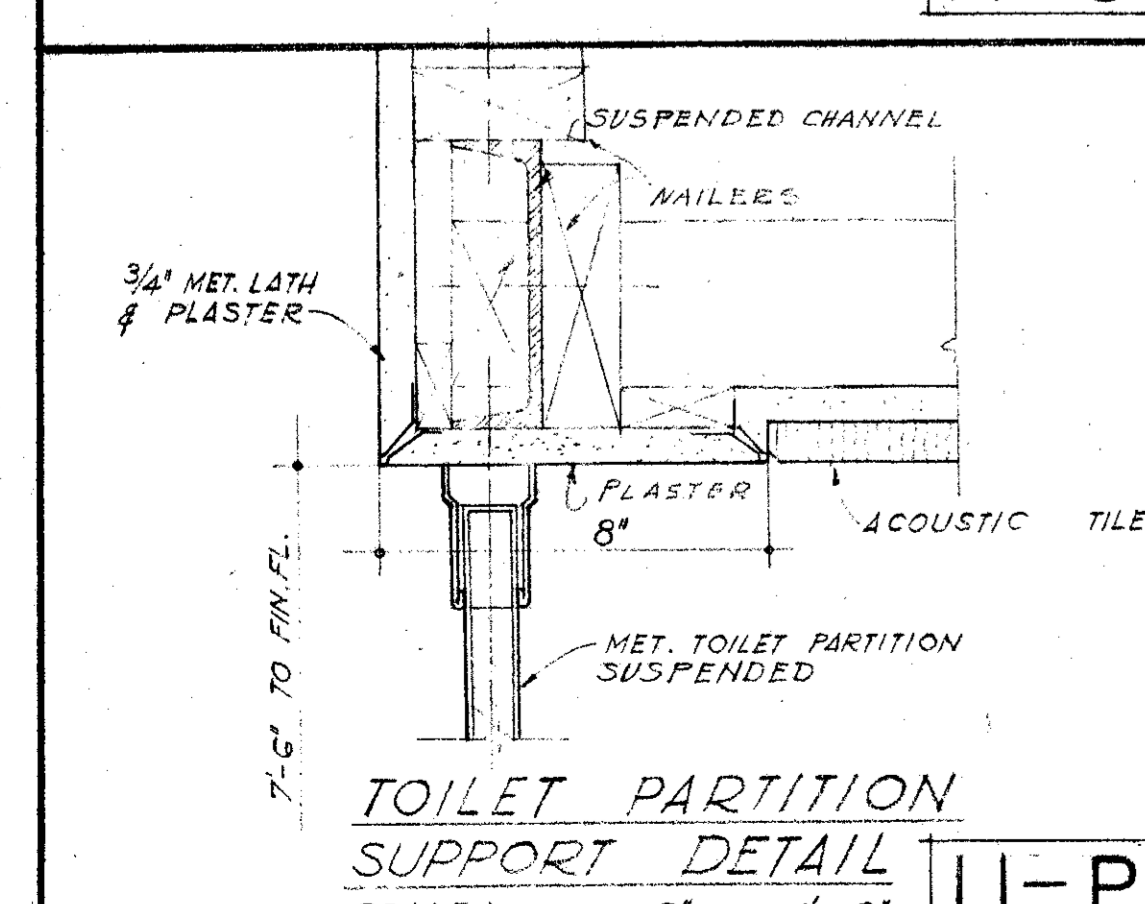 SUSPENDED CHANNEL
NAILERS
3/4" MET. LATH
& PLASTER
PLASTER
8"
ACOUSTIC TILE
7'-6" TO FIN. FL.
MET. TOILET PARTITION
SUSPENDED
TOILET PARTITION
SUPPORT DETAIL
11-P